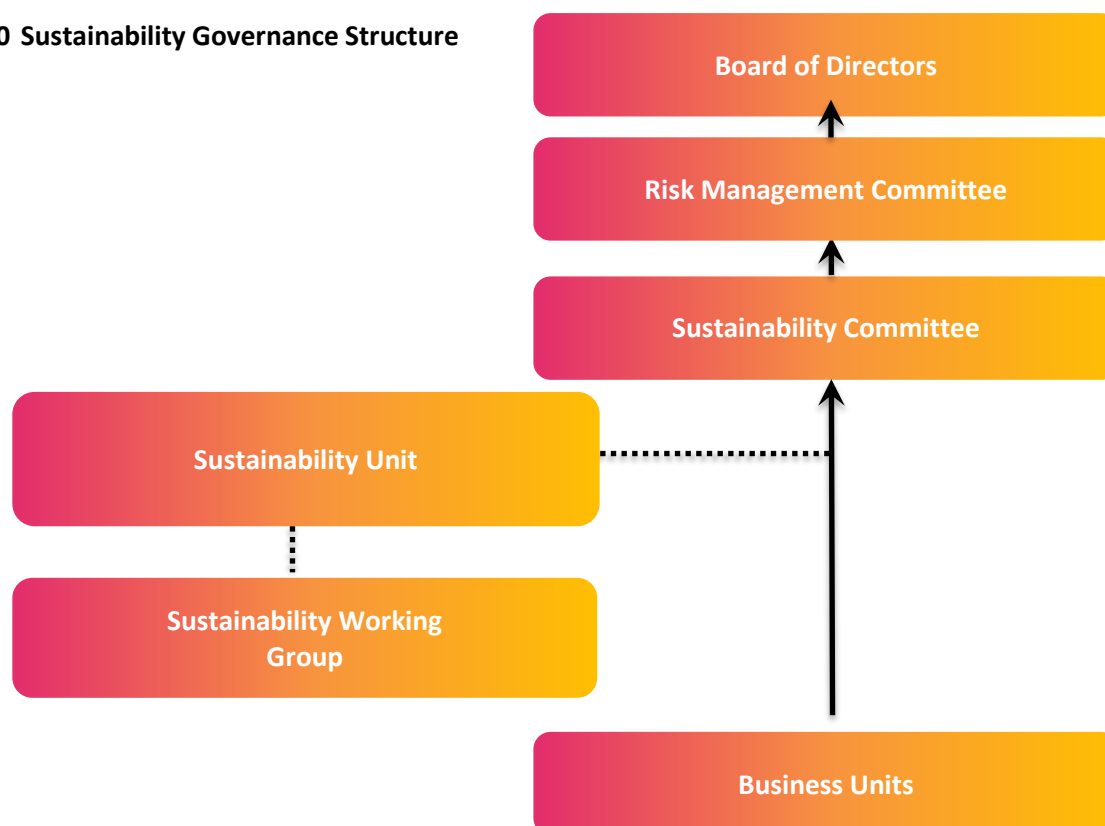 0 Sustainability Governance Structure
Board of Directors
Risk Management Committee
Sustainability Committee
Sustainability Unit
Sustainability Working
Group
Business Units